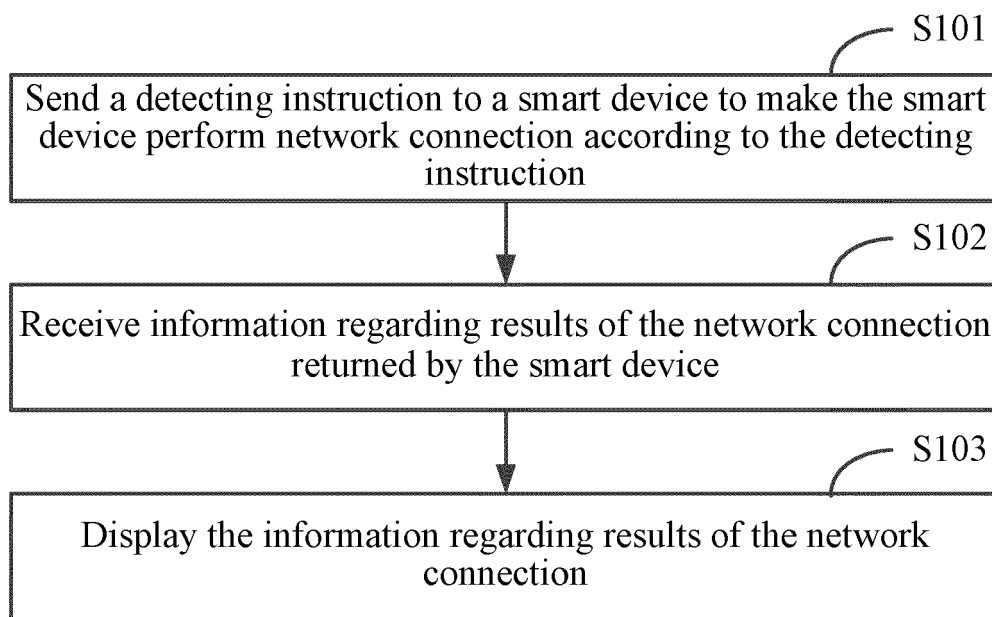 S101
Send a detecting instruction to a smart device to make the smart
device perform network connection according to the detecting
instruction
S102
Receive information regarding results of the network connection
returned by the smart device
S103
Display the information regarding results of the network
connection